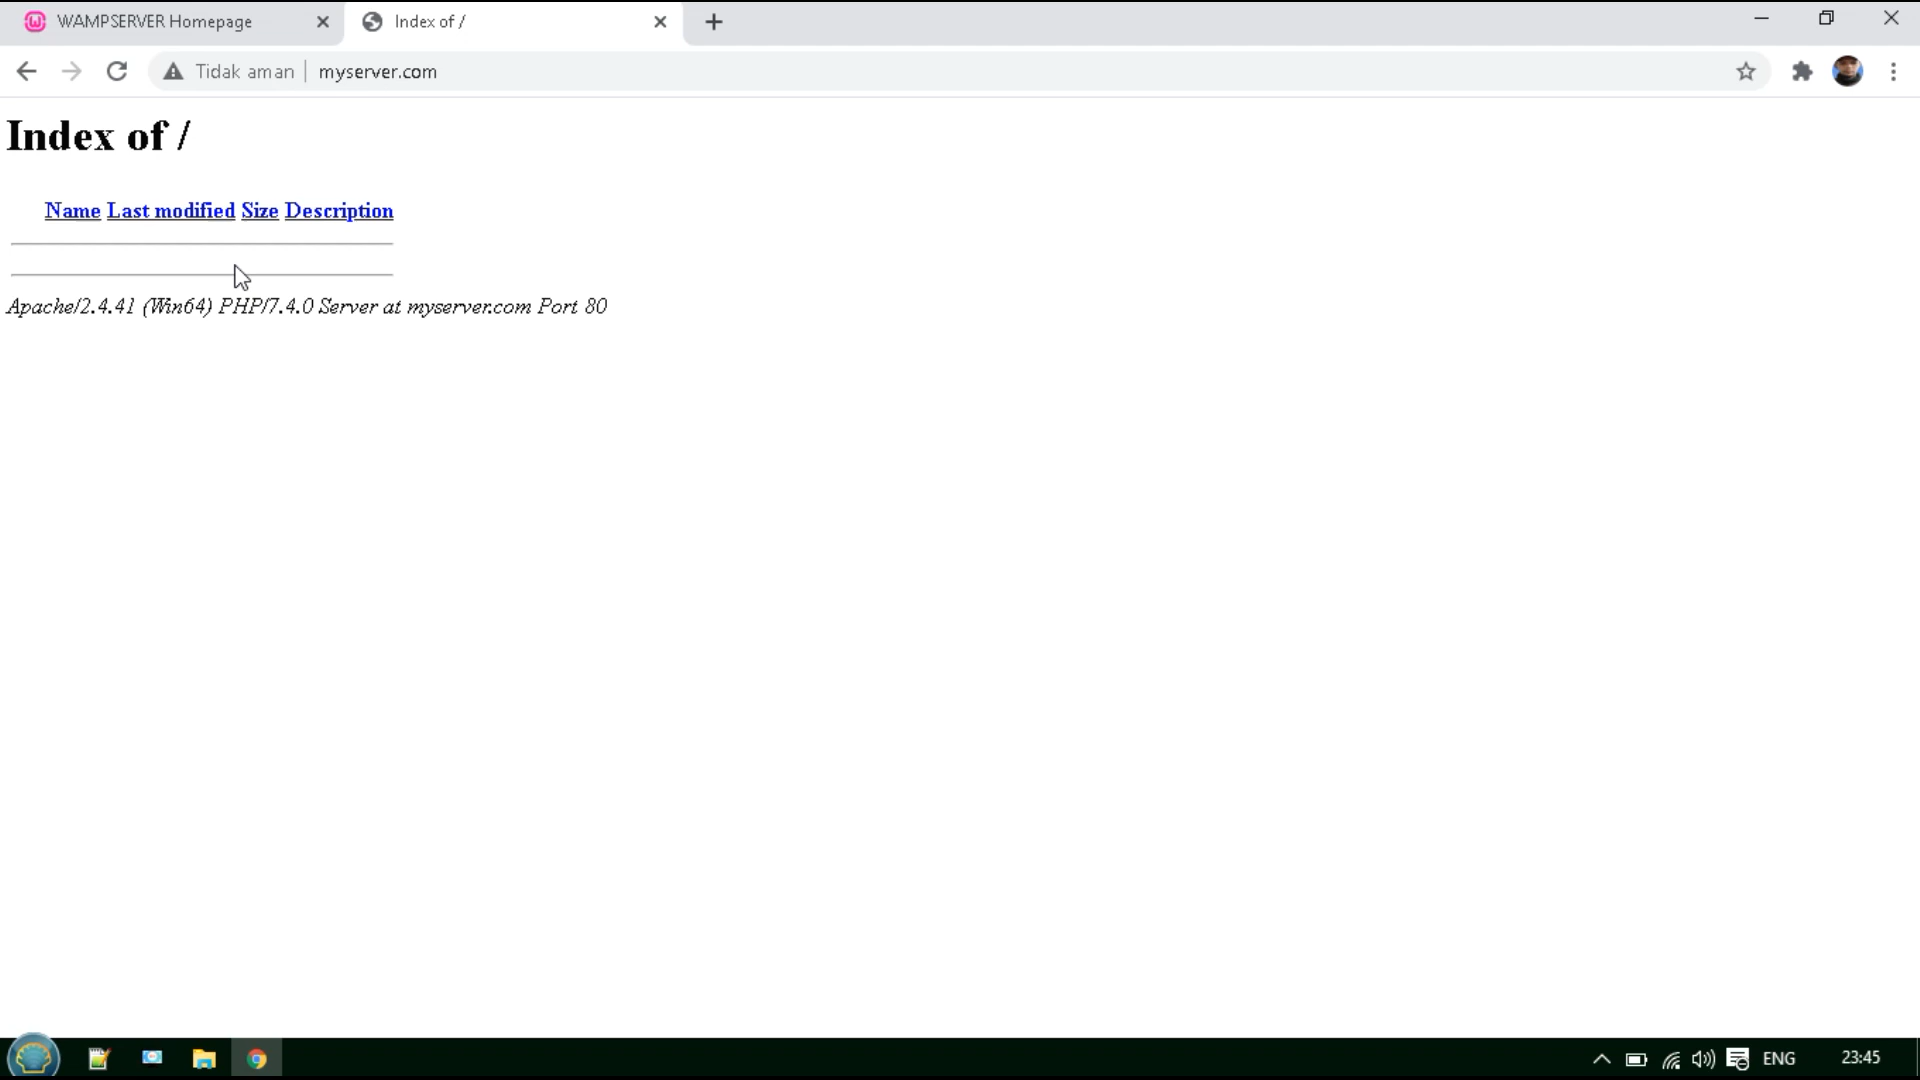 WAMPSERVER Homepage
Index of /
Tidak aman
myserver.com
Index of /
Name Last modified Size Description
Apache/2.4.41 (Win64) PHP/7.4.0 Server at myserver.com Port 80
ENG
23:45